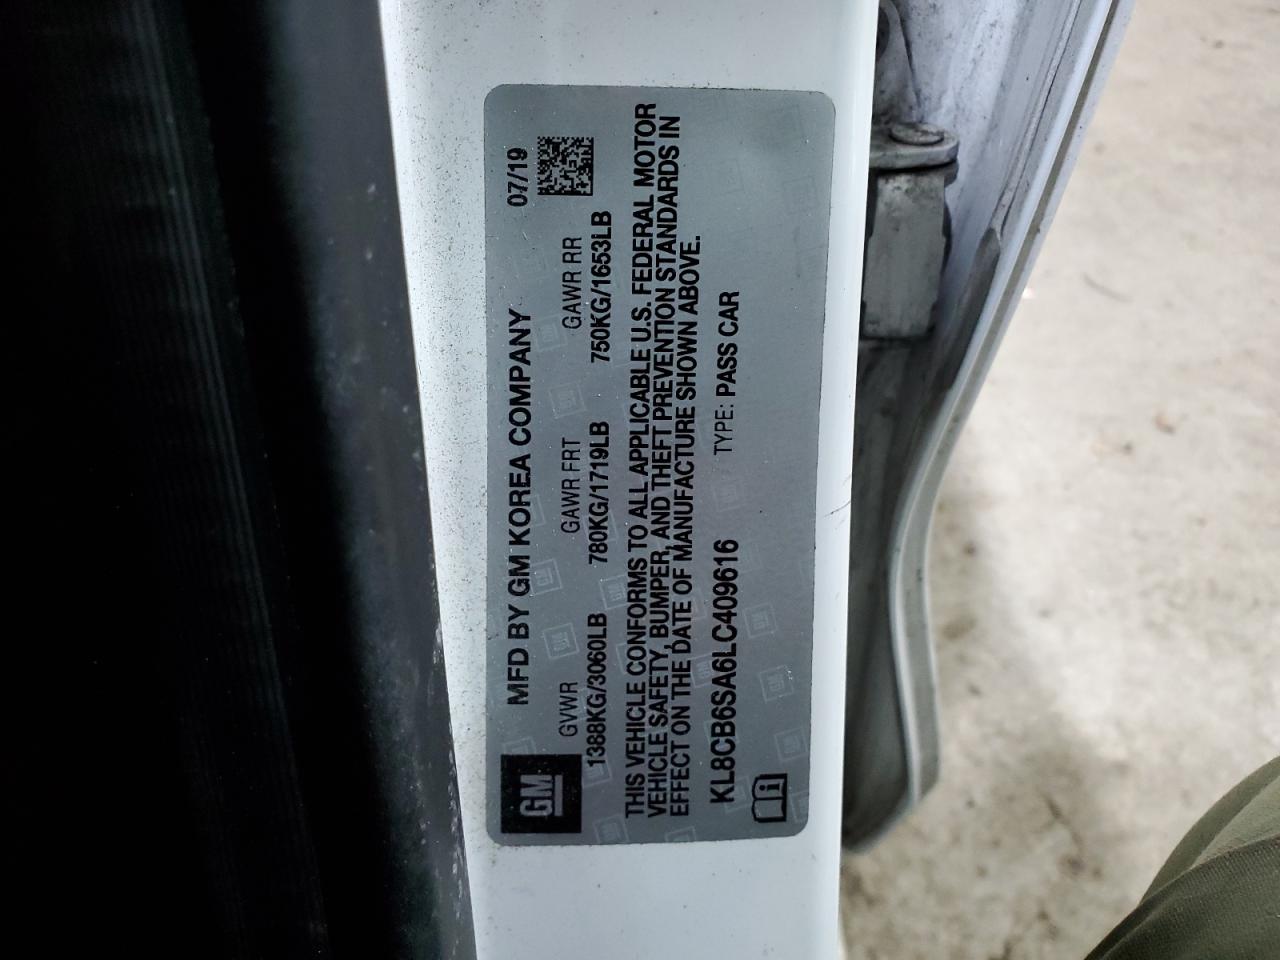 MFD BY GM KOREA COMPANY 07/19
GM
GVWR GAWR FRT GAWR RR
1388KG/3060LB 780KG/1719LB 750KG/1653LB
THIS VEHICLE CONFORMS TO ALL APPLICABLE U.S. FEDERAL MOTOR
VEHICLE SAFETY, BUMPER, AND THEFT PREVENTION STANDARDS IN
EFFECT ON THE DATE OF MANUFACTURE SHOWN ABOVE.
KL8CB6SA6LC409616 TYPE: PASS CAR